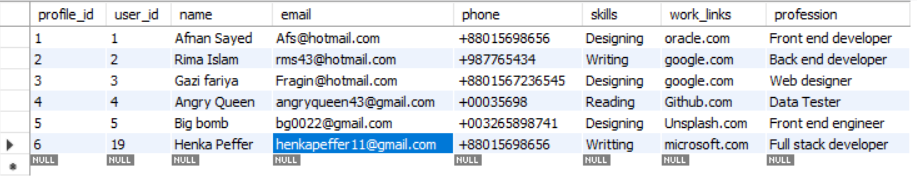 profile_id user_id name email phone skills work_links profession
1 1 Afnan Sayed Afs@hotmail.com +88015698656 Designing oracle.com Front end developer
2 2 Rima Islam rms43@hotmail.com +987765434 Writing google.com Back end developer
3 3 Gazi fariya Fragin@hotmail.com +8801567236545 Designing google.com Web designer
4 4 Angry Queen angryqueen43@gmail.com +00035698 Reading Github.com Data Tester
5 5 Big bomb bg0022@gmail.com +003265898741 Designing Unsplash.com Front end engineer
6 19 Henka Peffer henkapeffer11@gmail.com +88015698656 Writting microsoft.com Full stack developer
NULL NULL NULL NULL NULL NULL NULL NULL